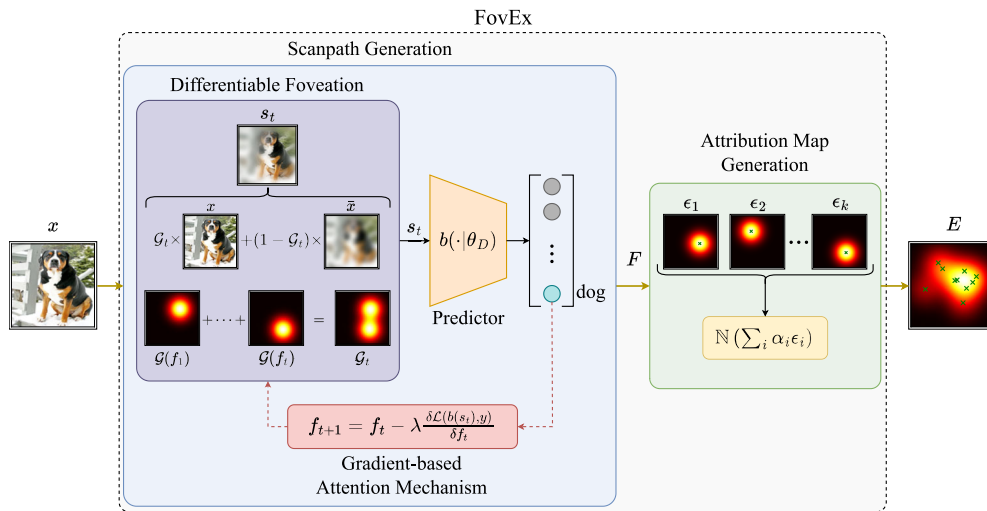 FovEx
Scanpath Generation
Differentiable Foveation
s_t
x
x̄
𝒢_t × + (1 − 𝒢_t) ×
+ ··· + =
𝒢(f_1) 𝒢(f_t) 𝒢_t
x
s_t
b(·|θ_D)
Predictor
dog
f_{t+1} = f_t − λ δℒ(b(s_t),y) / δf_t
Gradient-based
Attention Mechanism
F
Attribution Map
Generation
ϵ_1 ϵ_2 ··· ϵ_k
ℕ (∑_i α_i ϵ_i)
E